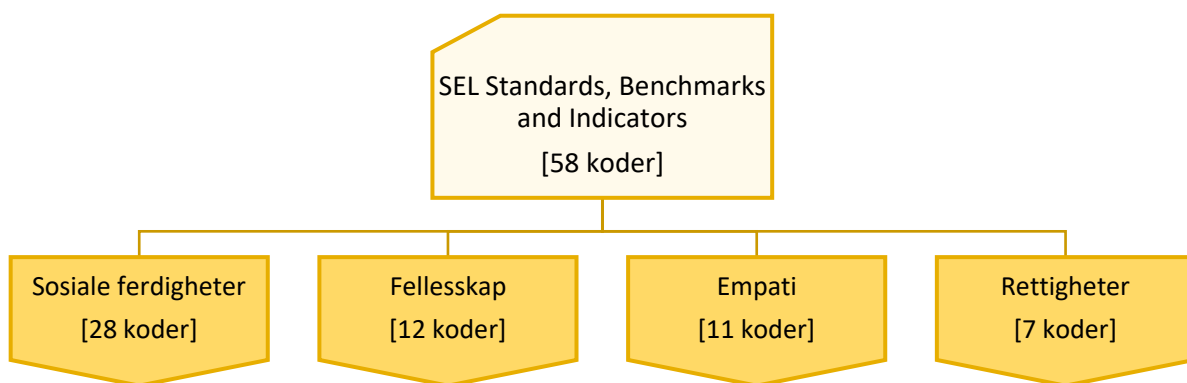 SEL Standards, Benchmarks
and Indicators
[58 koder]
Sosiale ferdigheter
[28 koder]
Fellesskap
[12 koder]
Empati
[11 koder]
Rettigheter
[7 koder]